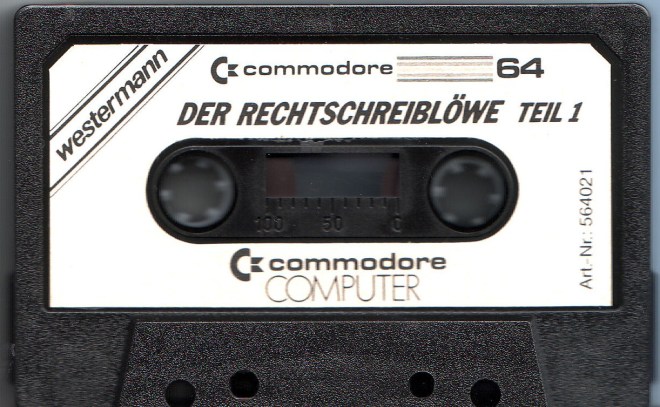 westermann
commodore 64
DER RECHTSCHREIBLÖWE TEIL 1
100 50 0
commodore
COMPUTER
Art.-Nr.: 564021